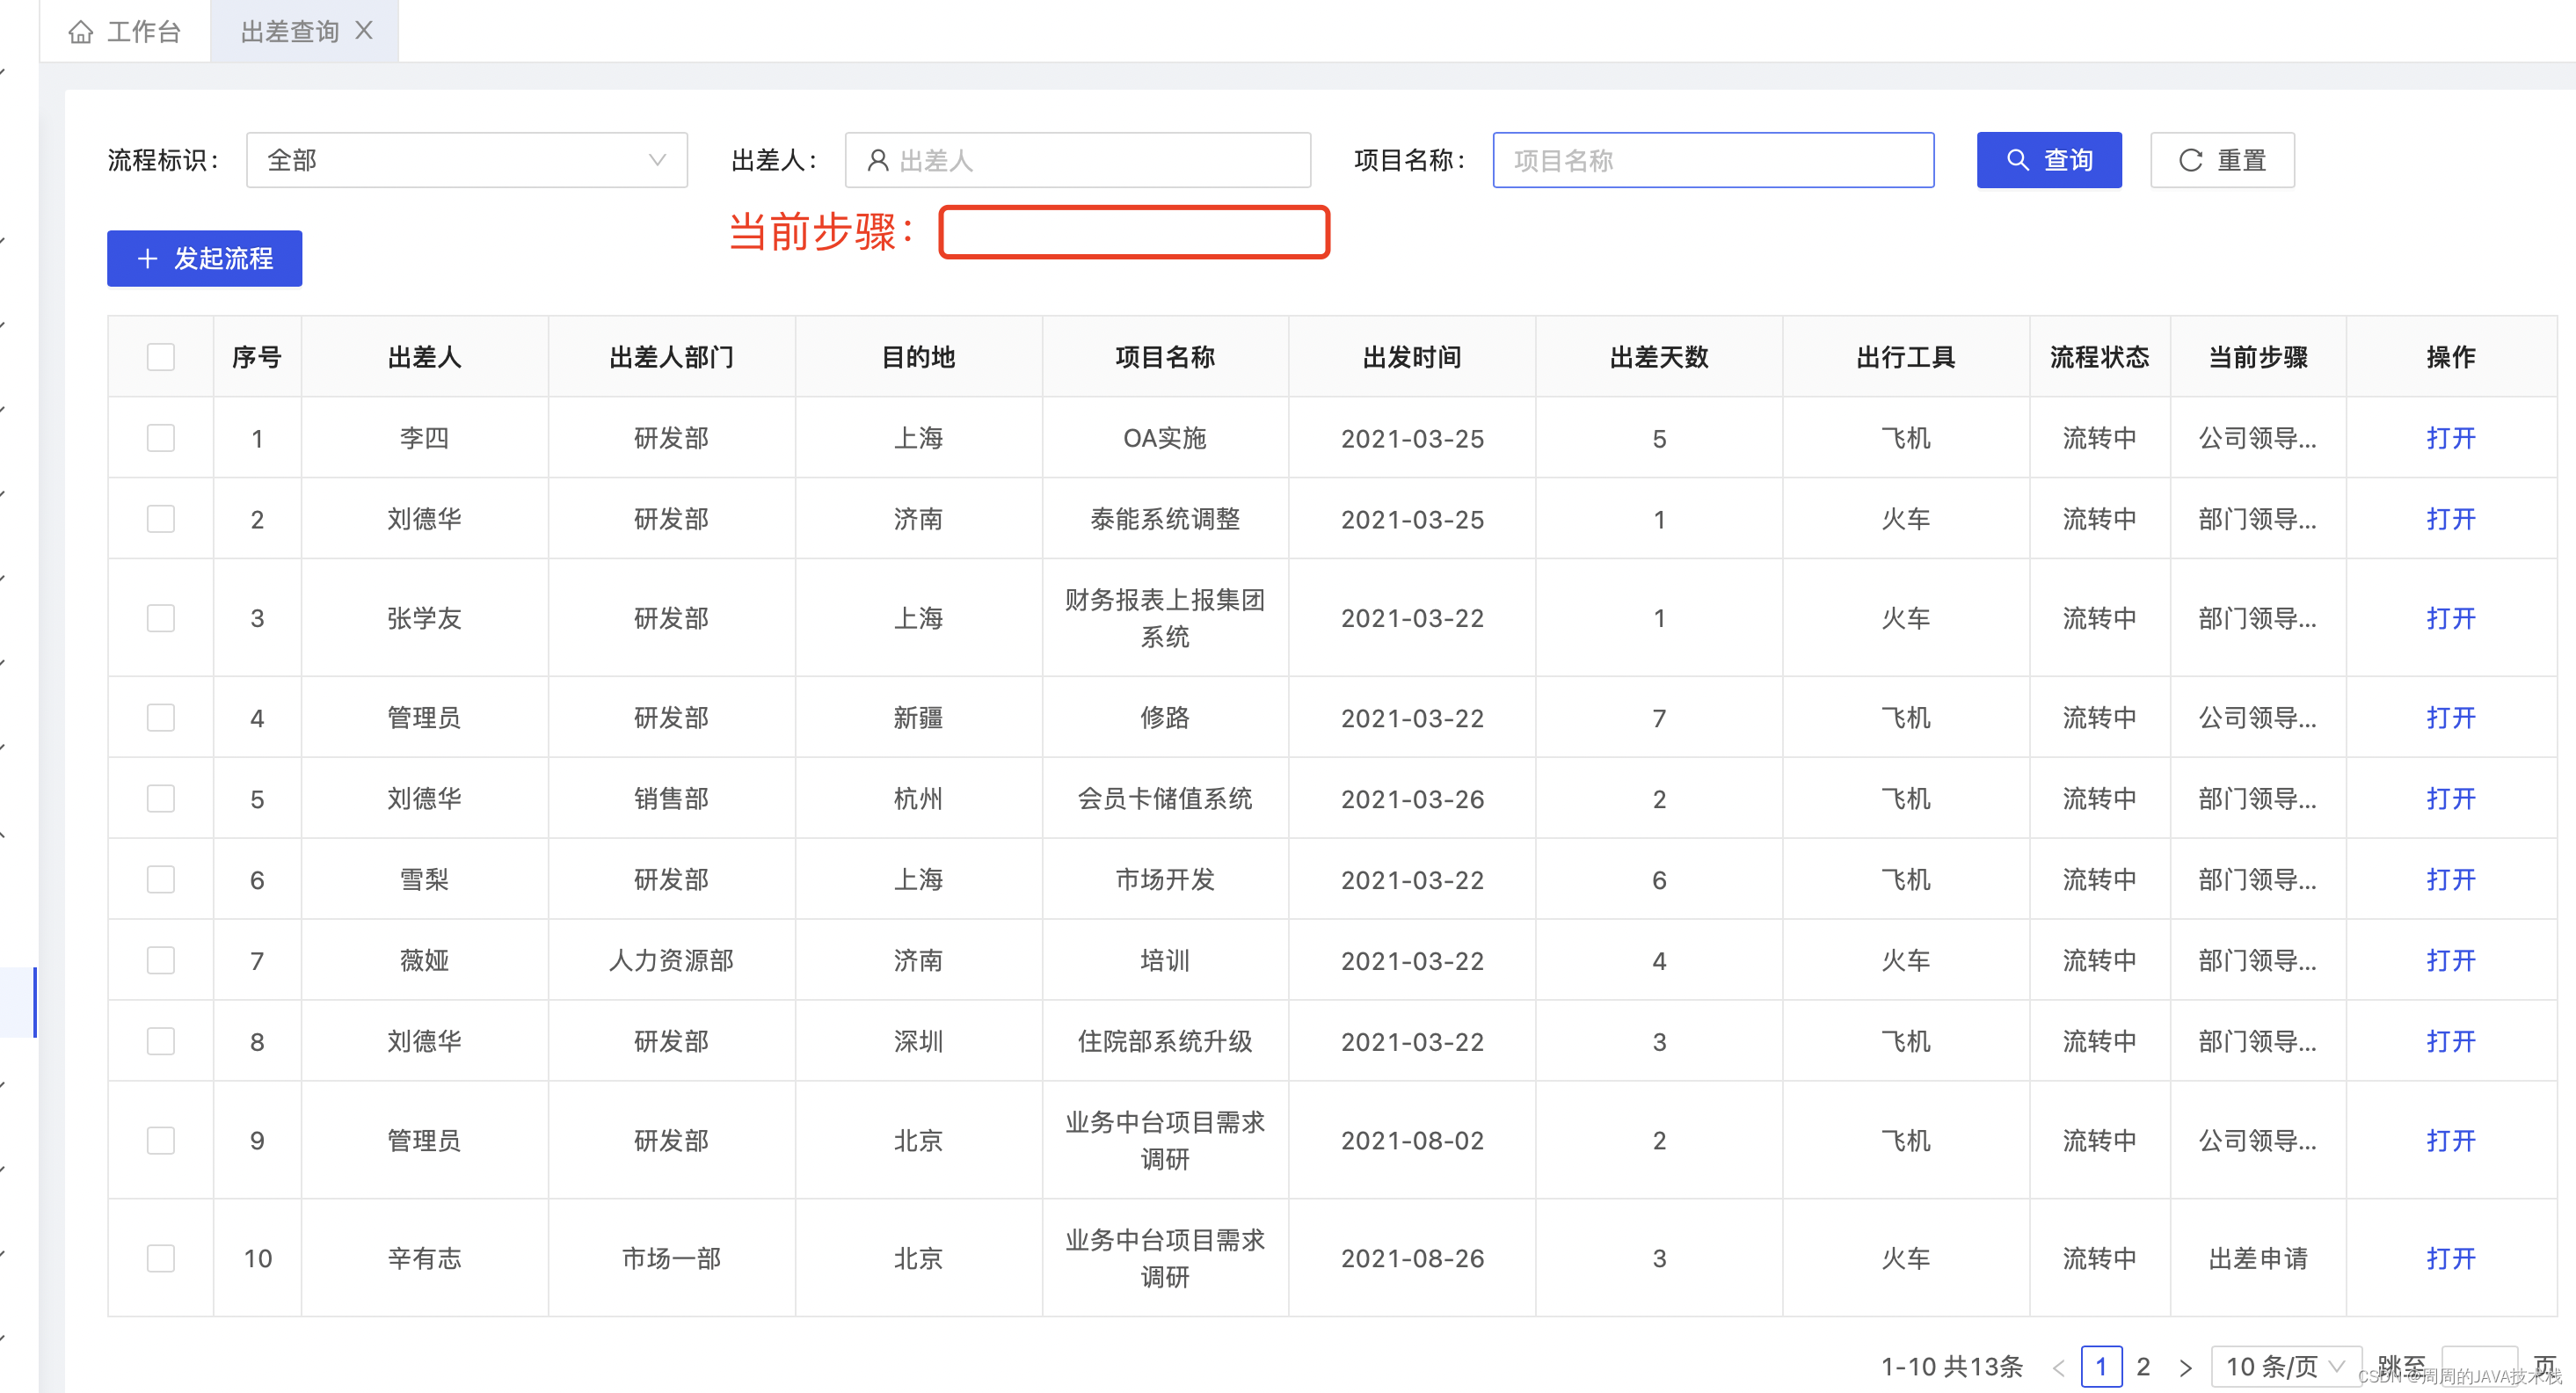 工作台 出差查询
流程标识： 全部 出差人： 出差人 项目名称： 项目名称 查询 重置
当前步骤：
发起流程
序号 出差人 出差人部门 目的地 项目名称 出发时间 出差天数 出行工具 流程状态 当前步骤 操作
1 李四 研发部 上海 OA实施 2021-03-25 5 飞机 流转中 公司领导... 打开
2 刘德华 研发部 济南 泰能系统调整 2021-03-25 1 火车 流转中 部门领导... 打开
3 张学友 研发部 上海 财务报表上报集团系统 2021-03-22 1 火车 流转中 部门领导... 打开
4 管理员 研发部 新疆 修路 2021-03-22 7 飞机 流转中 公司领导... 打开
5 刘德华 销售部 杭州 会员卡储值系统 2021-03-26 2 飞机 流转中 部门领导... 打开
6 雪梨 研发部 上海 市场开发 2021-03-22 6 飞机 流转中 部门领导... 打开
7 薇娅 人力资源部 济南 培训 2021-03-22 4 火车 流转中 部门领导... 打开
8 刘德华 研发部 深圳 住院部系统升级 2021-03-22 3 飞机 流转中 部门领导... 打开
9 管理员 研发部 北京 业务中台项目需求调研 2021-08-02 2 飞机 流转中 公司领导... 打开
10 辛有志 市场一部 北京 业务中台项目需求调研 2021-08-26 3 火车 流转中 出差申请 打开
1-10 共13条 < 1 2 > 10 条/页 跳至 页
CSDN @周周的JAVA技术栈